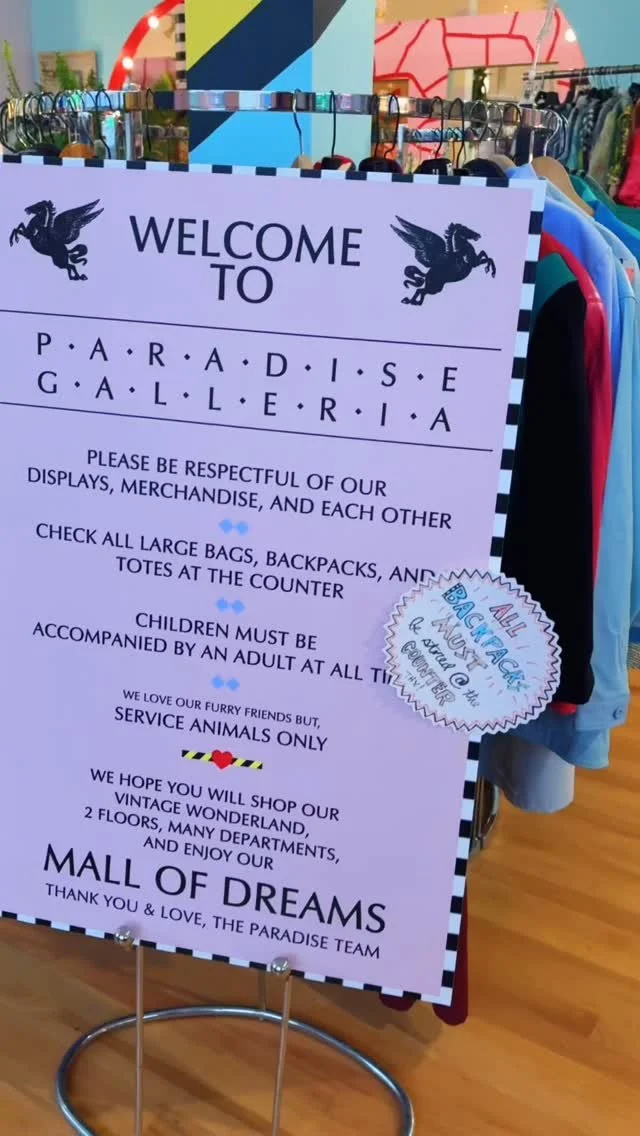 WELCOME
TO
P·A·R·A·D·I·S·E
G·A·L·L·E·R·I·A
PLEASE BE RESPECTFUL OF OUR
DISPLAYS, MERCHANDISE, AND EACH OTHER
CHECK ALL LARGE BAGS, BACKPACKS, AND
TOTES AT THE COUNTER
CHILDREN MUST BE
ACCOMPANIED BY AN ADULT AT ALL TI
ALL
BACKPACKS
MUST
be stored @ the
COUNTER
THX!
WE LOVE OUR FURRY FRIENDS BUT,
SERVICE ANIMALS ONLY
WE HOPE YOU WILL SHOP OUR
VINTAGE WONDERLAND,
2 FLOORS, MANY DEPARTMENTS,
AND ENJOY OUR
MALL OF DREAMS
THANK YOU & LOVE, THE PARADISE TEAM